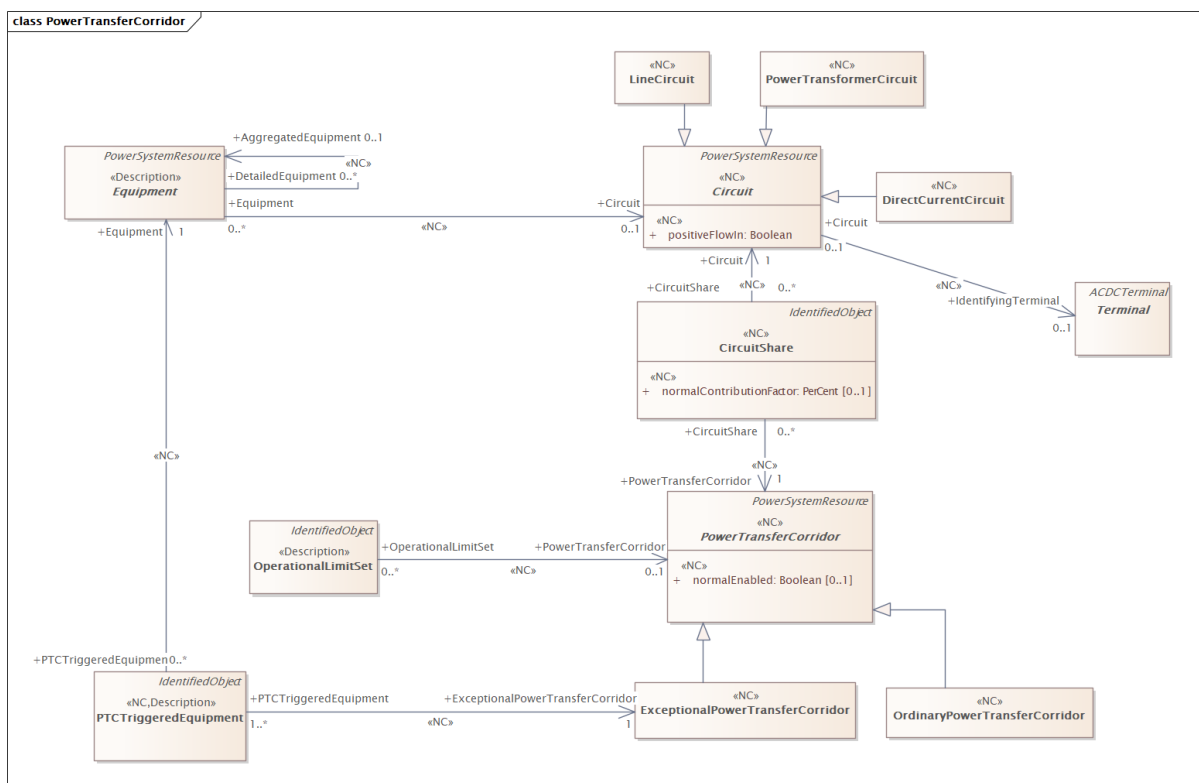 class PowerTransferCorridor
«NC»
LineCircuit
«NC»
PowerTransformerCircuit
+AggregatedEquipment 0..1
«NC»
+DetailedEquipment 0..*
PowerSystemResource
«Description»
Equipment
+Equipment
0..*
«NC»
+Circuit
0..1
PowerSystemResource
«NC»
Circuit
«NC»
+ positiveFlowIn: Boolean
«NC»
DirectCurrentCircuit
+Circuit
0..1
«NC»
+IdentifyingTerminal
0..1
ACDCTerminal
Terminal
+Equipment 1
+Circuit 1
«NC»
+CircuitShare 0..*
IdentifiedObject
«NC»
CircuitShare
«NC»
+ normalContributionFactor: PerCent [0..1]
+CircuitShare 0..*
«NC»
+PowerTransferCorridor 1
«NC»
PowerSystemResource
«NC»
PowerTransferCorridor
«NC»
+ normalEnabled: Boolean [0..1]
IdentifiedObject
«Description»
OperationalLimitSet
+OperationalLimitSet
0..*
«NC»
+PowerTransferCorridor
0..1
+PTCTriggeredEquipmen 0..*
IdentifiedObject
«NC,Description»
PTCTriggeredEquipment
+PTCTriggeredEquipment
1..*
«NC»
+ExceptionalPowerTransferCorridor
1
«NC»
ExceptionalPowerTransferCorridor
«NC»
OrdinaryPowerTransferCorridor